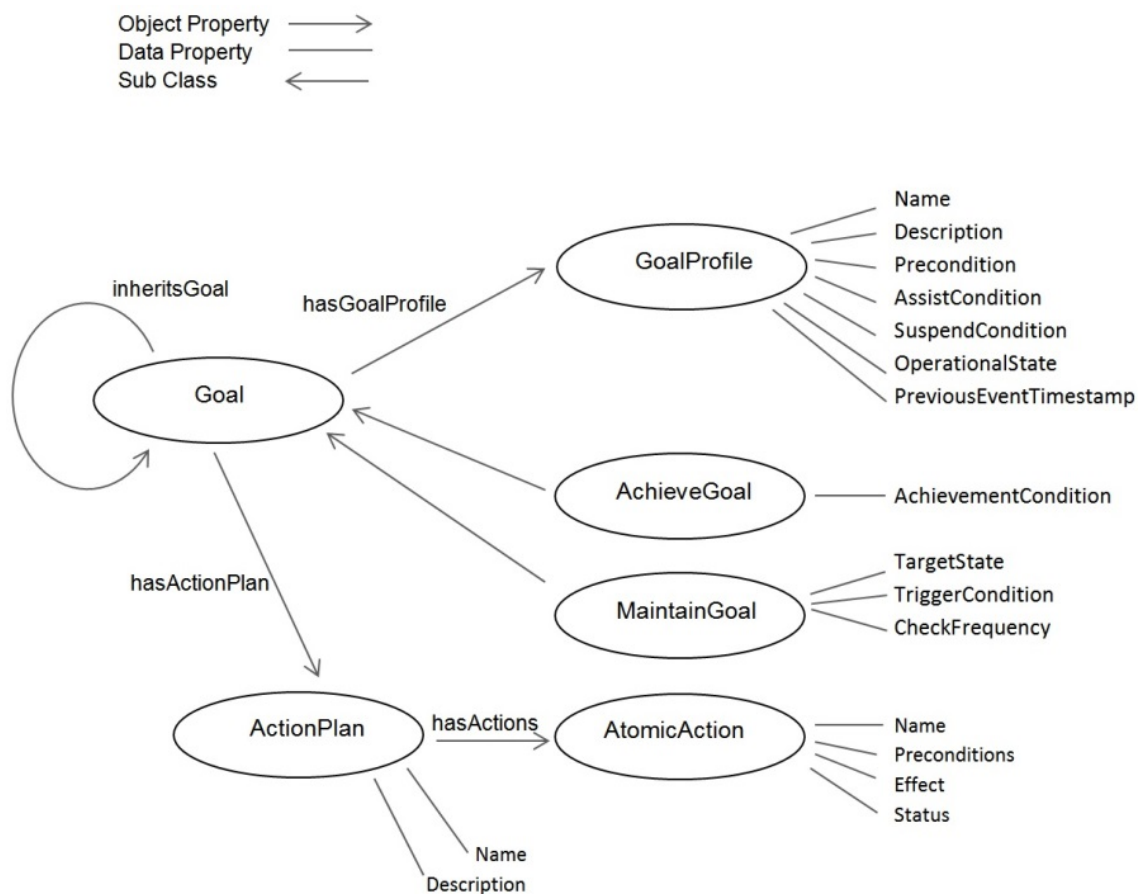 Object Property
Data Property
Sub Class
Name
Description
GoalProfile
Precondition
inheritsGoal
hasGoalProfile
AssistCondition
SuspendCondition
OperationalState
Goal
PreviousEventTimestamp
AchieveGoal
AchievementCondition
TargetState
hasActionPlan
TriggerCondition
MaintainGoal
CheckFrequency
ActionPlan
hasActions
AtomicAction
Name
Preconditions
Effect
Status
Name
Description